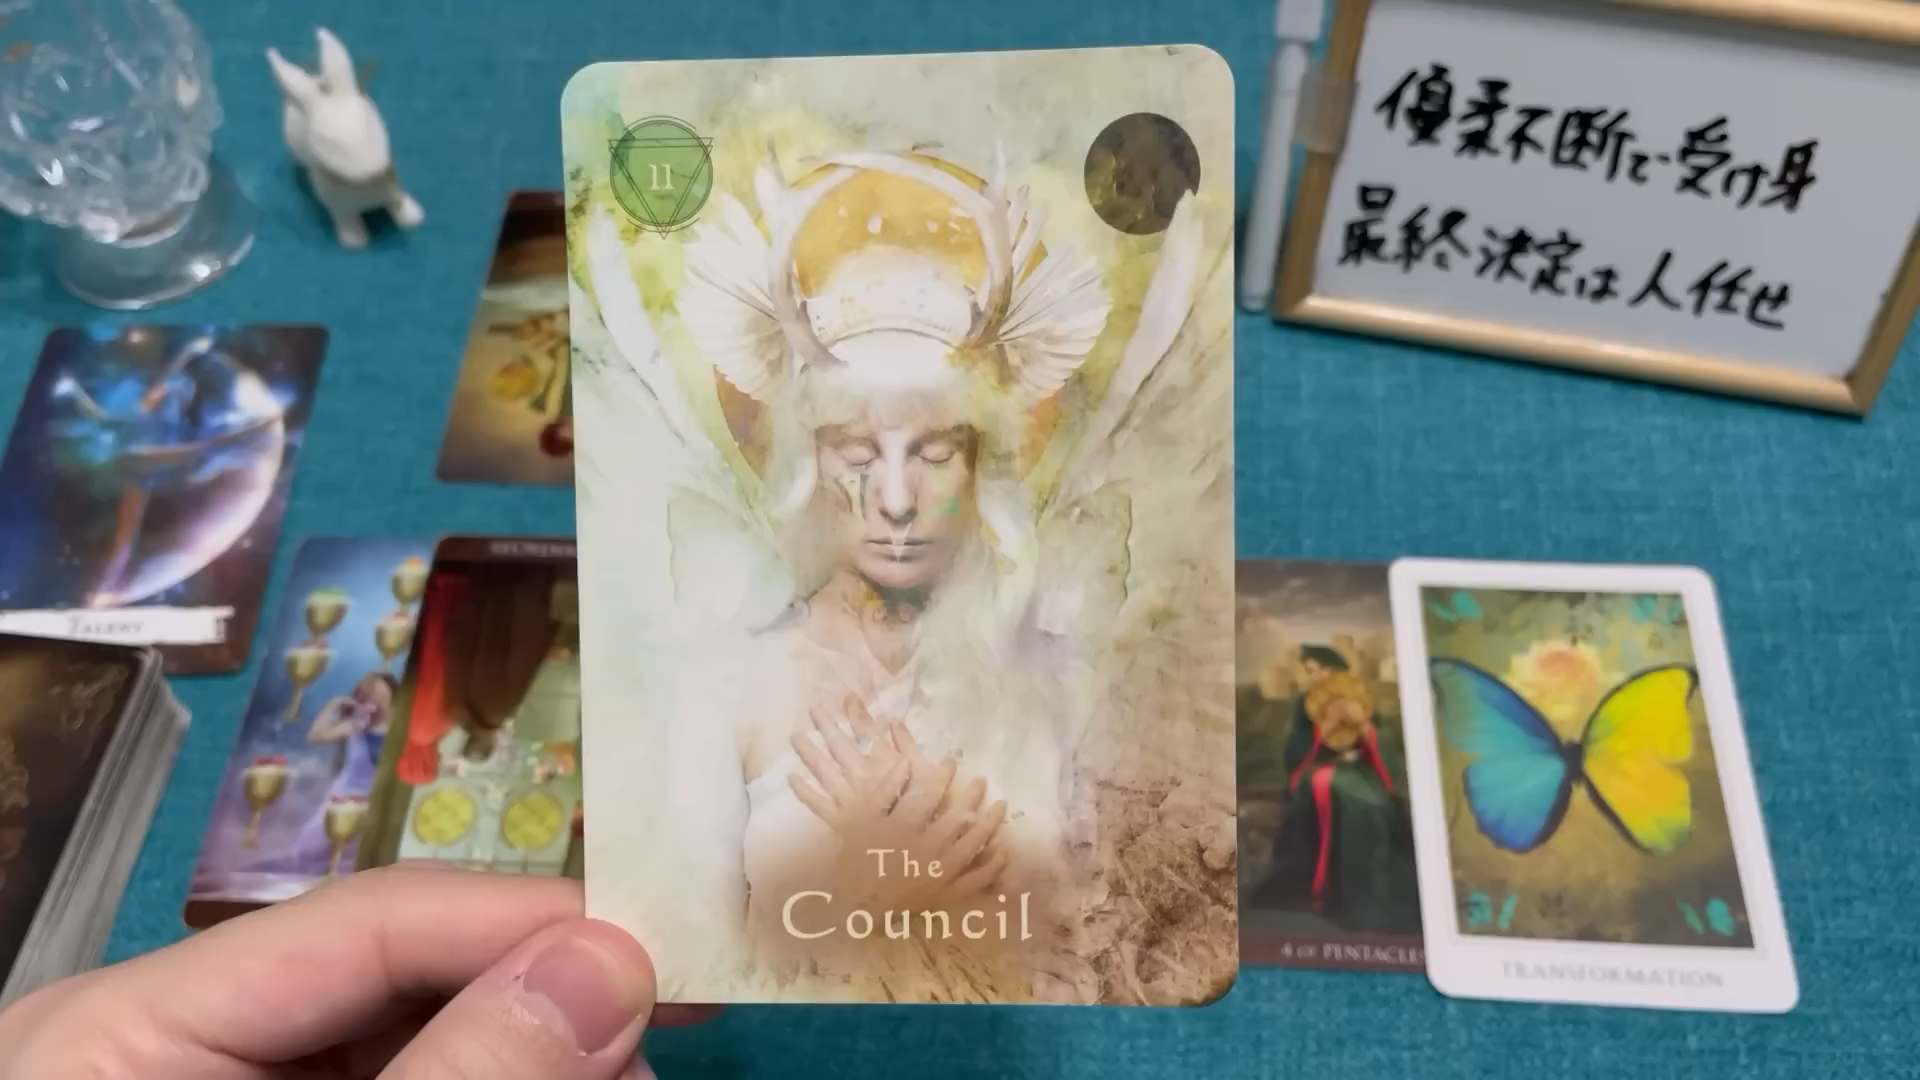 11
優柔不断で受け身
最終決定は人任せ
The
Council
TALENT
4 OF PENTACLES
TRANSFORMATION